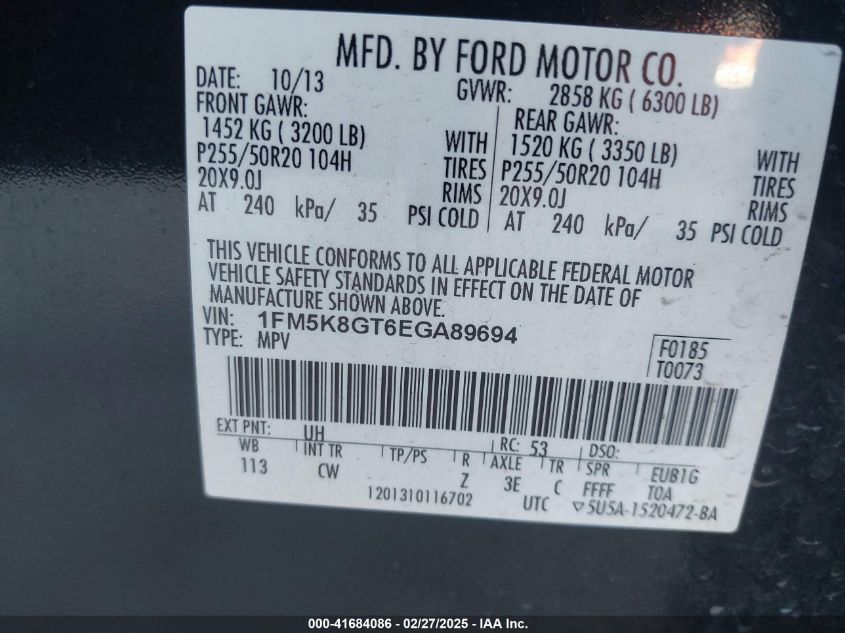 MFD. BY FORD MOTOR CO.
DATE: 10/13 GVWR: 2858 KG ( 6300 LB)
FRONT GAWR: REAR GAWR:
1452 KG ( 3200 LB) WITH 1520 KG ( 3350 LB) WITH
P255/50R20 104H TIRES P255/50R20 104H TIRES
20X9.0J RIMS 20X9.0J RIMS
AT 240 kPa/ 35 PSI COLD AT 240 kPa/ 35 PSI COLD
THIS VEHICLE CONFORMS TO ALL APPLICABLE FEDERAL MOTOR
VEHICLE SAFETY STANDARDS IN EFFECT ON THE DATE OF
MANUFACTURE SHOWN ABOVE.
VIN: 1FM5K8GT6EGA89694
TYPE: MPV
F0185
T0073
EXT PNT: UH RC: 53 DSO:
WB INT TR TP/PS R AXLE TR SPR EUB1G
113 CW Z 3E C FFFF T0A
1201310116702 UTC ▽5U5A-1520472-BA
000-41684086 - 02/27/2025 - IAAI.com.